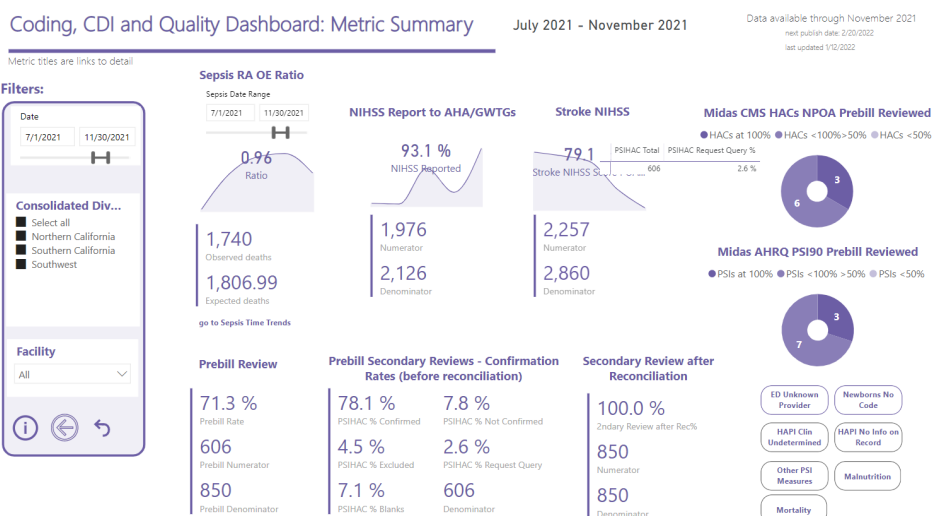 Coding, CDI and Quality Dashboard: Metric Summary
July 2021 - November 2021
Data available through November 2021
next publish date: 2/20/2022
last updated 1/12/2022
Metric titles are links to detail
Filters:
Date
7/1/2021 11/30/2021
Consolidated Div...
Select all
Northern California
Southern California
Southwest
Facility
All
Sepsis RA OE Ratio
Sepsis Date Range
7/1/2021 11/30/2021
0.96
Ratio
1,740
Observed deaths
1,806.99
Expected deaths
go to Sepsis Time Trends
NIHSS Report to AHA/GWTGs
93.1 %
NIHSS Reported
1,976
Numerator
2,126
Denominator
Stroke NIHSS
79.1
Stroke NIHSS
PSIHAC Total PSIHAC Request Query %
606 2.6 %
2,257
Numerator
2,860
Denominator
Midas CMS HACs NPOA Prebill Reviewed
HACs at 100% HACs <100%>50% HACs <50%
3
6
Midas AHRQ PSI90 Prebill Reviewed
PSIs at 100% PSIs <100% >50% PSIs <50%
3
7
Prebill Review
71.3 %
Prebill Rate
606
Prebill Numerator
850
Prebill Denominator
Prebill Secondary Reviews - Confirmation
Rates (before reconciliation)
78.1 % 7.8 %
PSIHAC % Confirmed PSIHAC % Not Confirmed
4.5 % 2.6 %
PSIHAC % Excluded PSIHAC % Request Query
7.1 % 606
PSIHAC % Blanks Denominator
Secondary Review after
Reconciliation
100.0 %
2ndary Review after Rec%
850
Numerator
850
Denominator
ED Unknown
Provider
Newborns No
Code
HAPI Clin
Undetermined
HAPI No Info on
Record
Other PSI
Measures
Malnutrition
Mortality